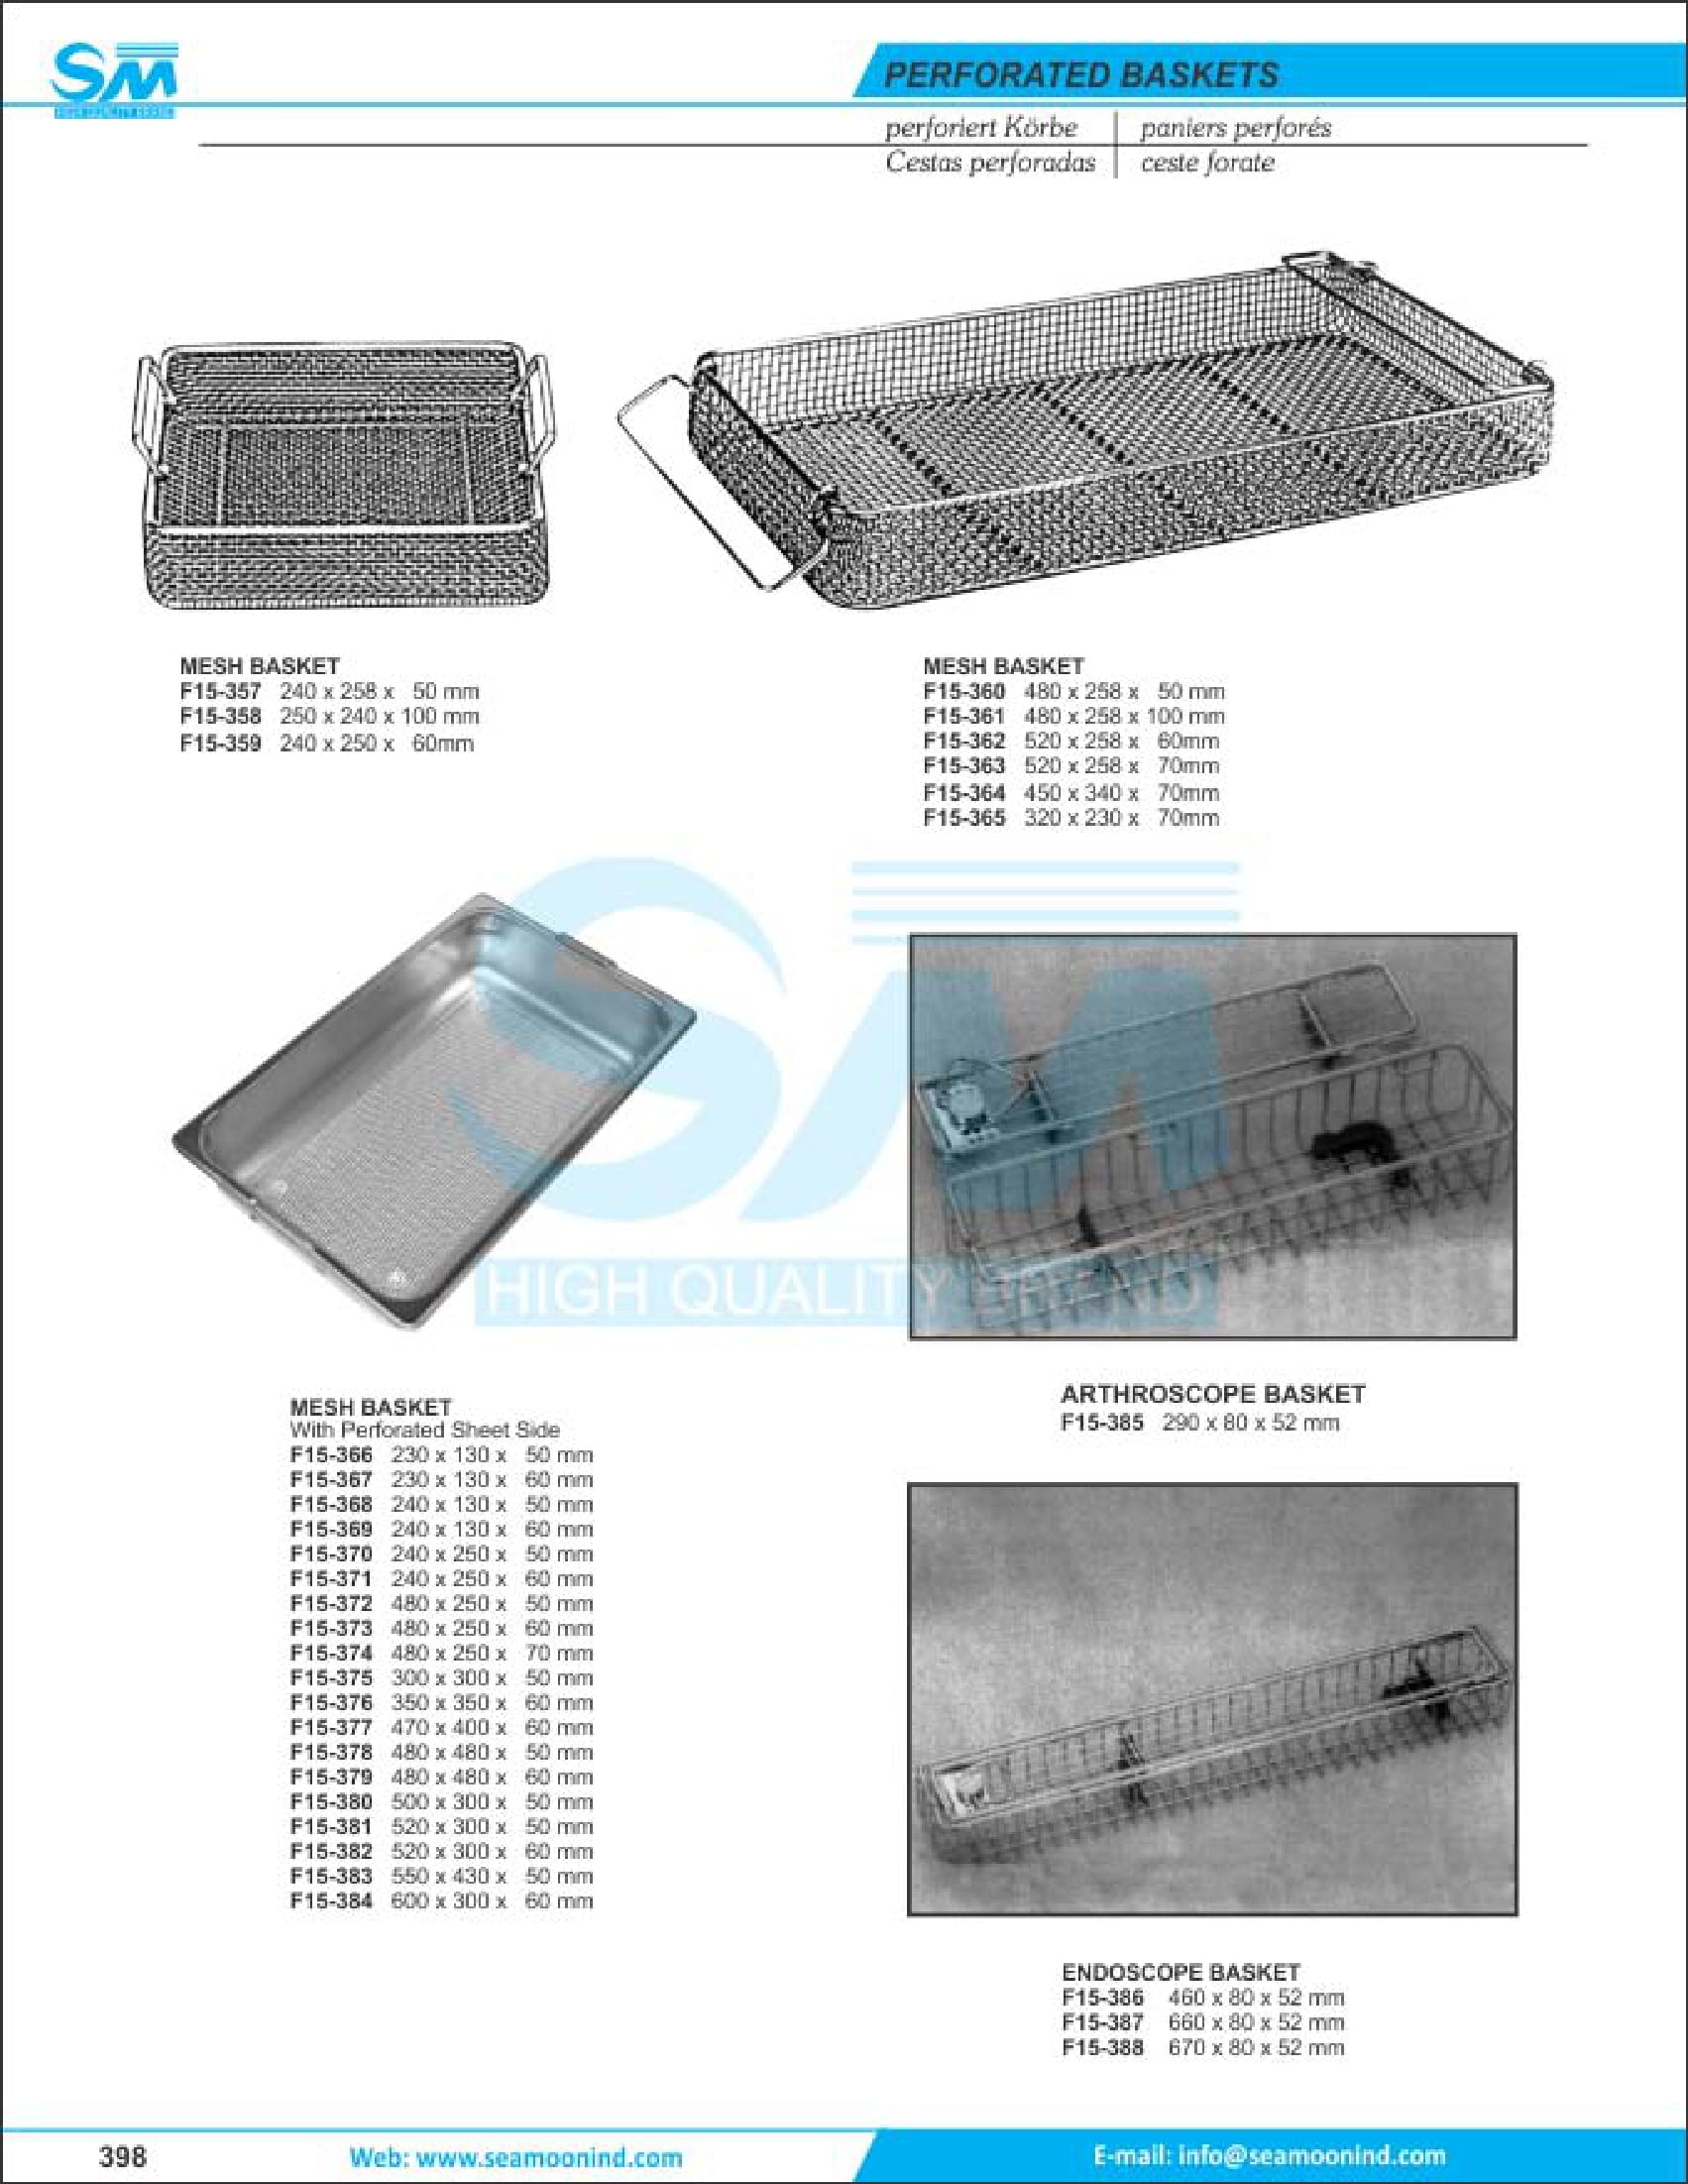 SM
PERFORATED BASKETS
perforiert Körbe
paniers perforés
Cestas perforadas
ceste forate
MESH BASKET
F15-357 240 x 258 x 50 mm
F15-358 250 x 240 x 100 mm
F15-359 240 x 250 x 60mm
MESH BASKET
F15-360 480 x 258 x 50 mm
F15-361 480 x 258 x 100 mm
F15-362 520 x 258 x 60mm
F15-363 520 x 258 x 70mm
F15-364 450 x 340 x 70mm
F15-365 320 x 230 x 70mm
SM
HIGH QUALITY BREND
MESH BASKET
With Perforated Sheet Side
F15-366 230 x 130 x 50 mm
F15-367 230 x 130 x 60 mm
F15-368 240 x 130 x 50 mm
F15-369 240 x 130 x 60 mm
F15-370 240 x 250 x 50 mm
F15-371 240 x 250 x 60 mm
F15-372 480 x 250 x 50 mm
F15-373 480 x 250 x 60 mm
F15-374 480 x 250 x 70 mm
F15-375 300 x 300 x 50 mm
F15-376 350 x 350 x 60 mm
F15-377 470 x 400 x 60 mm
F15-378 480 x 480 x 50 mm
F15-379 480 x 480 x 60 mm
F15-380 500 x 300 x 50 mm
F15-381 520 x 300 x 50 mm
F15-382 520 x 300 x 60 mm
F15-383 550 x 430 x 50 mm
F15-384 600 x 300 x 60 mm
ARTHROSCOPE BASKET
F15-385 290 x 80 x 52 mm
ENDOSCOPE BASKET
F15-386 460 x 80 x 52 mm
F15-387 660 x 80 x 52 mm
F15-388 670 x 80 x 52 mm
398
Web: www.seamoonind.com
E-mail: info@seamoonind.com